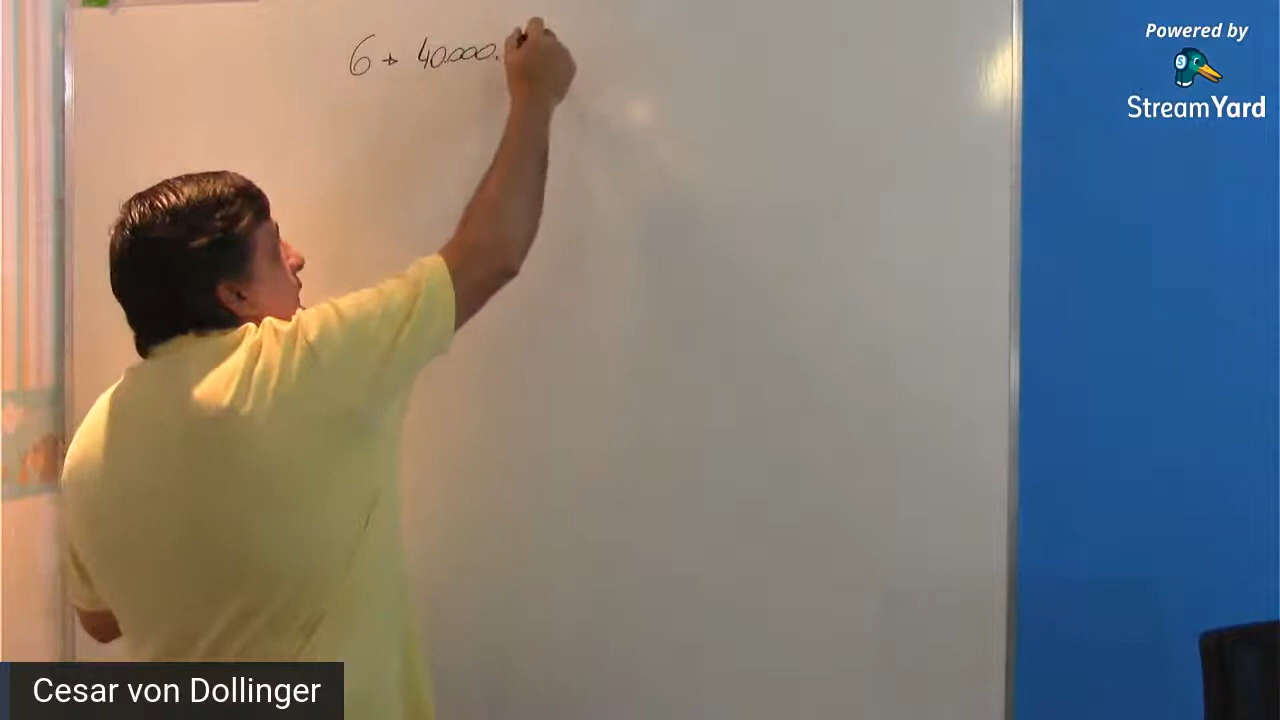 6 → 40.000.
Powered by
StreamYard
Cesar von Dollinger